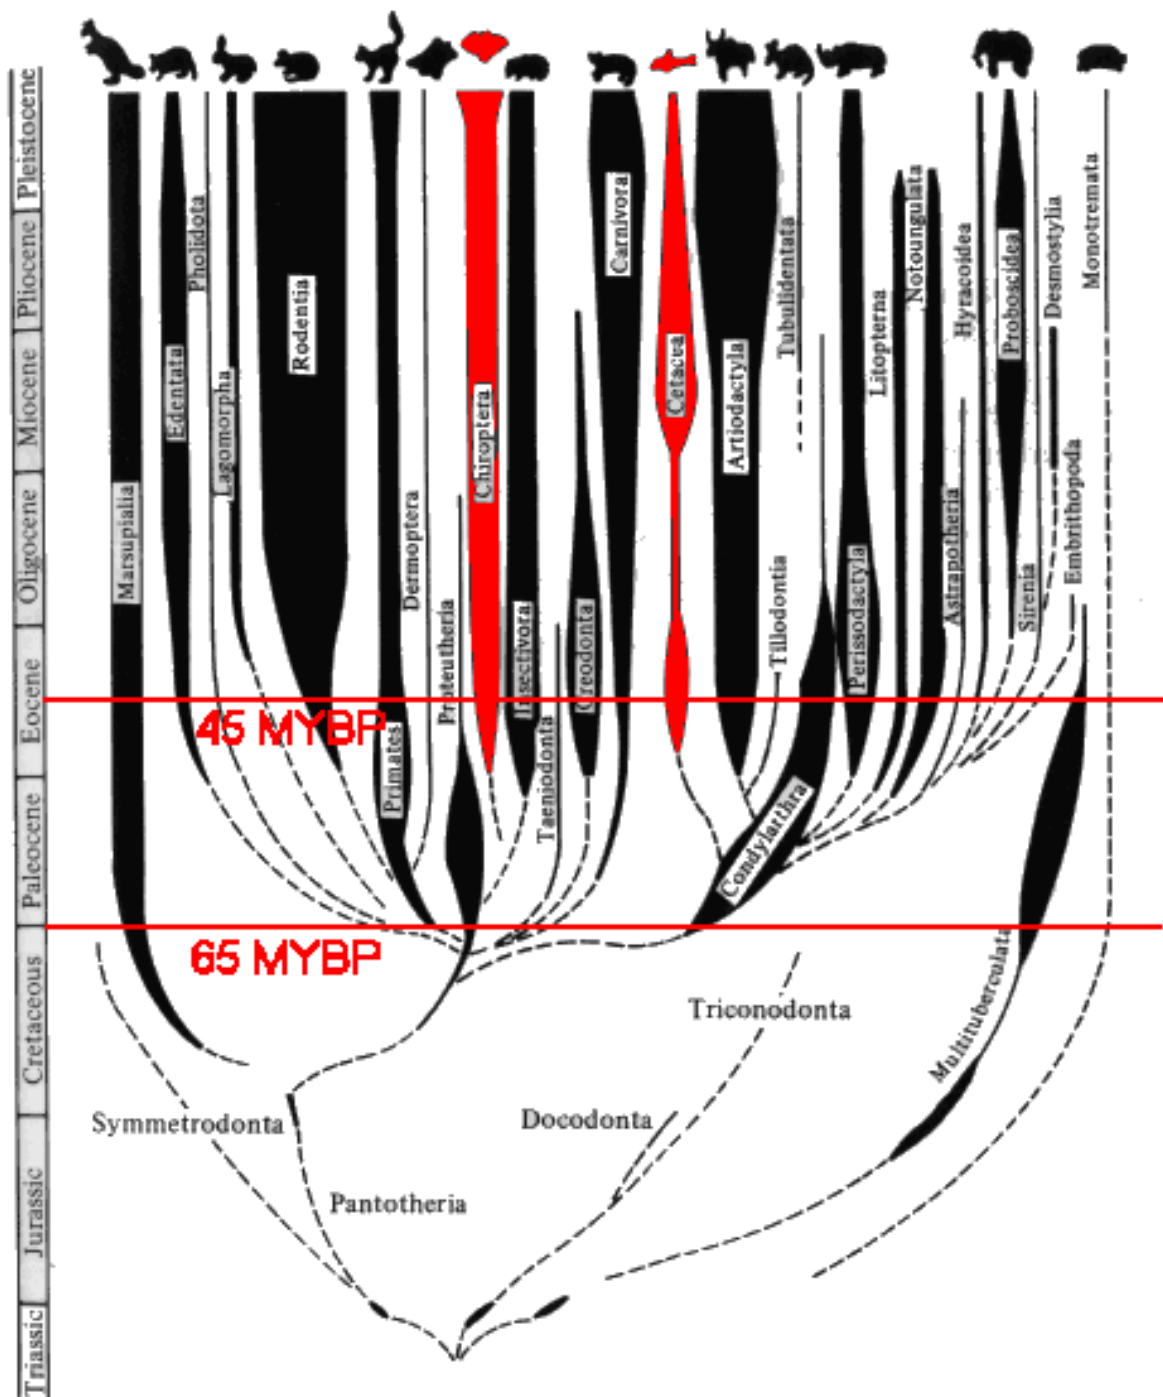 Pleistocene
Pliocene
Miocene
Oligocene
Eocene
Paleocene
Cretaceous
Jurassic
Triassic
Marsupialia
Edentata
Pholidota
Lagomorpha
Rodentia
Primates
Dermoptera
Proteutheria
Chiroptera
Insectivora
Taeniodonta
Creodonta
Carnivora
Cetacea
Artiodactyla
Tillodontia
Tubulidentata
Condylarthra
Perissodactyla
Litopterna
Notoungulata
Astrapotheria
Hyracoidea
Proboscidea
Sirenia
Desmostylia
Embrithopoda
Monotremata
45 MYBP
65 MYBP
Triconodonta
Multituberculata
Symmetrodonta
Docodonta
Pantotheria